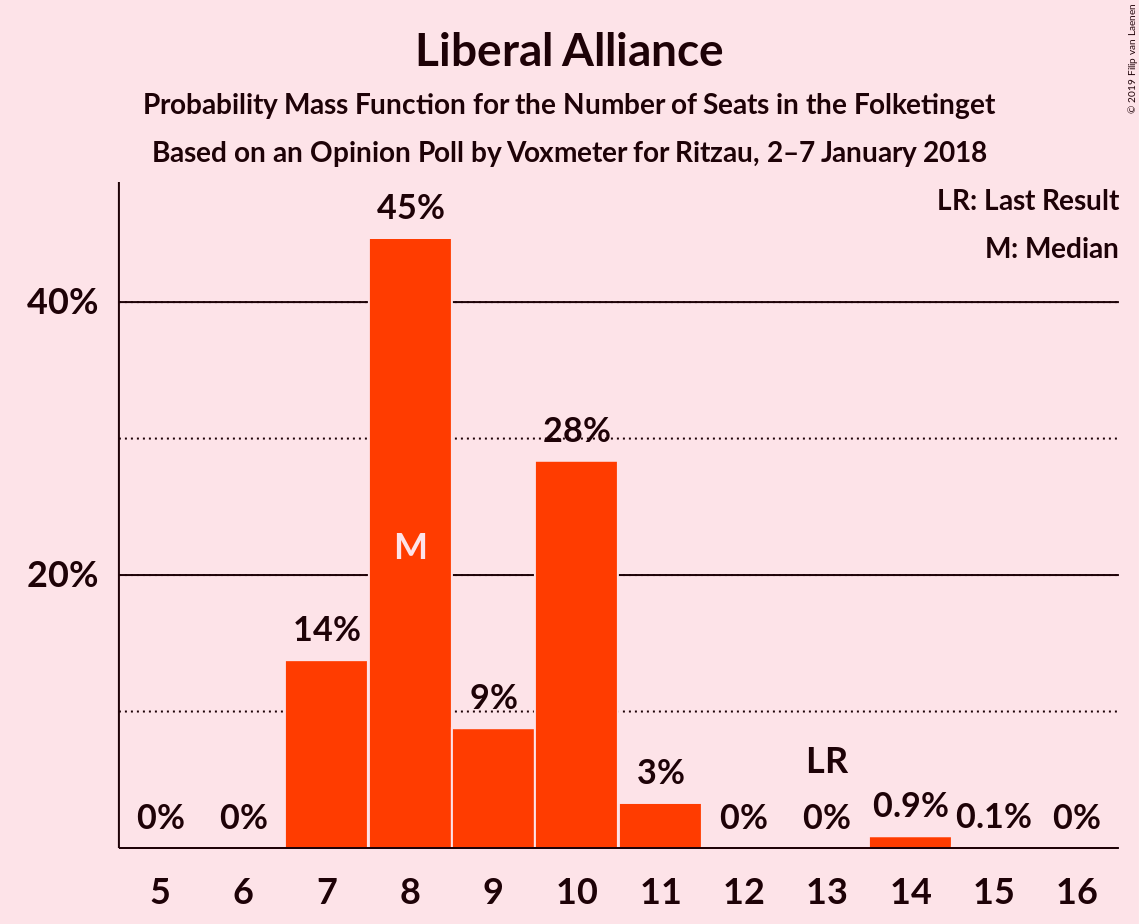 Liberal Alliance
Probability Mass Function for the Number of Seats in the Folketinget
Based on an Opinion Poll by Voxmeter for Ritzau, 2–7 January 2018
© 2019 Filip van Laenen
LR: Last Result
M: Median
45%
40%
28%
M
20%
14%
9%
LR
3%
0% 0% 0% 0% 0.9% 0.1% 0%
5 6 7 8 9 10 11 12 13 14 15 16